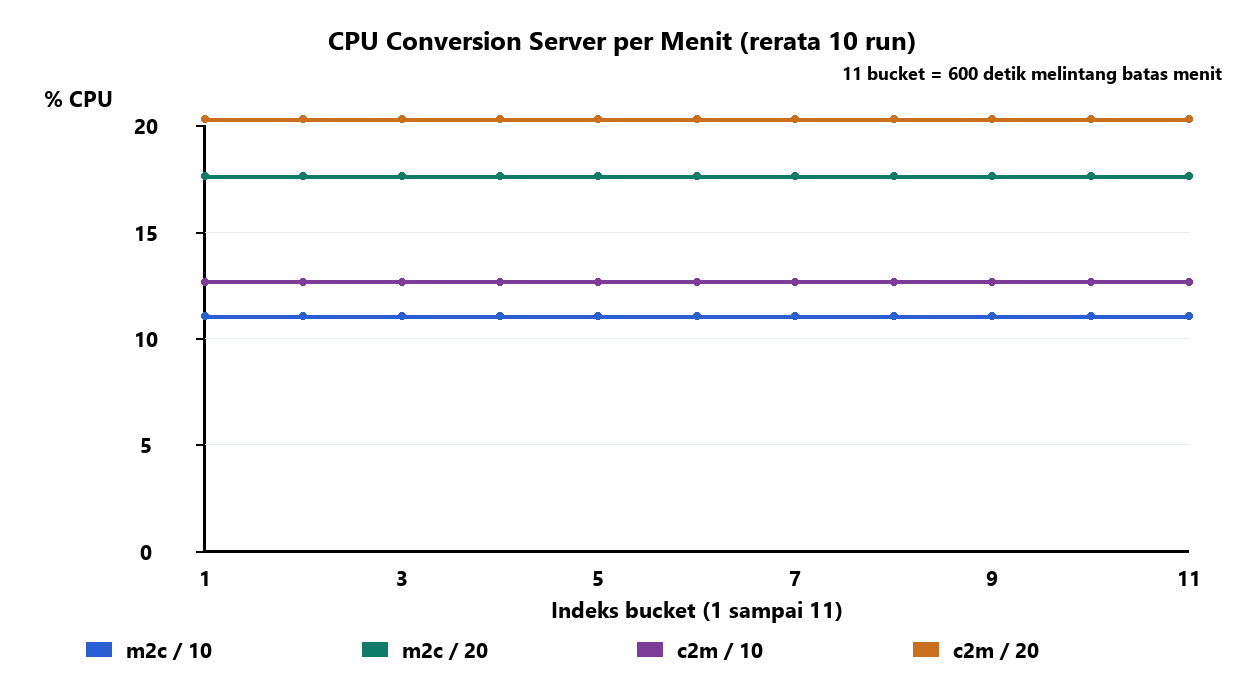 CPU Conversion Server per Menit (rerata 10 run)
11 bucket = 600 detik melintang batas menit
% CPU
20
15
10
5
0
1 3 5 7 9 11
Indeks bucket (1 sampai 11)
m2c / 10 m2c / 20 c2m / 10 c2m / 20